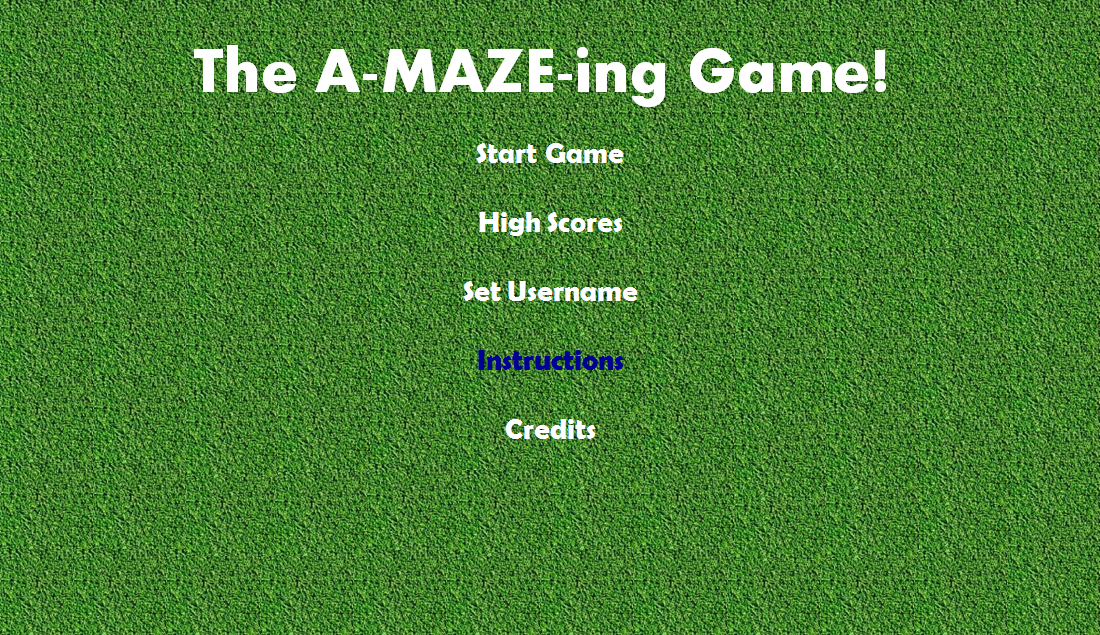 The A-MAZE-ing Game!
Start Game
High Scores
Set Username
Instructions
Credits